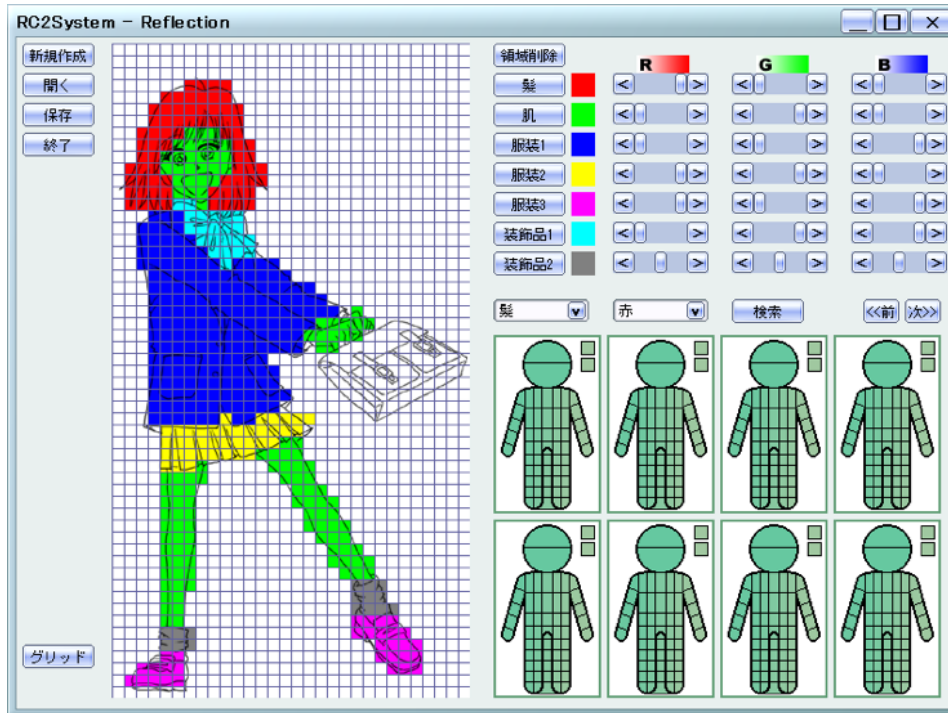 RC2System − Reflection
新規作成
開く
保存
終了
グリッド
領域削除
R G B
髪 < > < > < >
肌 < > < > < >
服装1 < > < > < >
服装2 < > < > < >
服装3 < > < > < >
装飾品1 < > < > < >
装飾品2 < > < > < >
髪 赤 検索 <<前 次>>